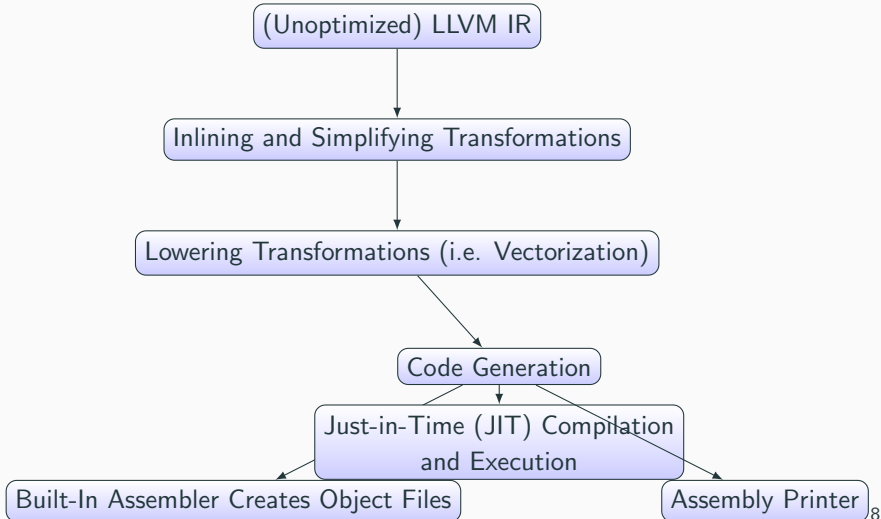 (Unoptimized) LLVM IR
Inlining and Simplifying Transformations
Lowering Transformations (i.e. Vectorization)
Code Generation
Just-in-Time (JIT) Compilation
and Execution
Built-In Assembler Creates Object Files
Assembly Printer
8